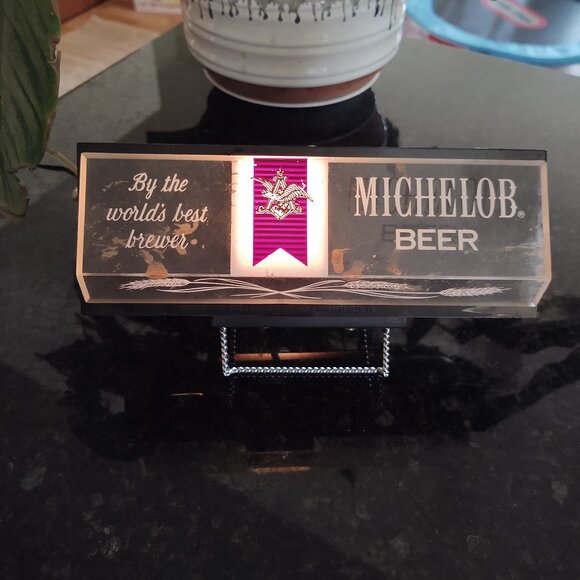 By the
world's best
brewer
MICHELOB®
BEER